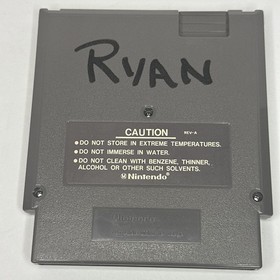 RYAN
CAUTION
REV-A
•DO NOT STORE IN EXTREME TEMPERATURES.
•DO NOT IMMERSE IN WATER.
•DO NOT CLEAN WITH BENZENE, THINNER,
ALCOHOL OR OTHER SUCH SOLVENTS.
Nintendo®